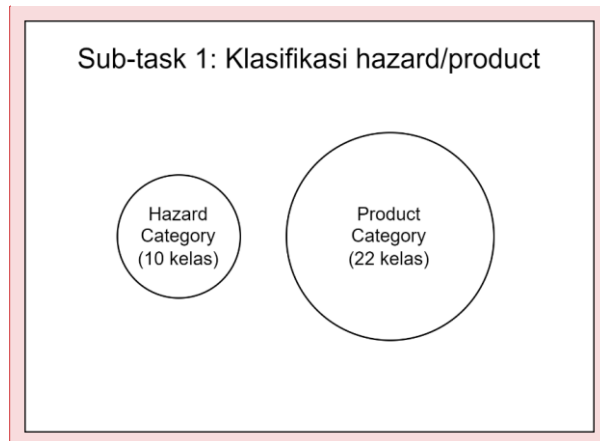 Sub-task 1: Klasifikasi hazard/product
Hazard
Category
(10 kelas)
Product
Category
(22 kelas)